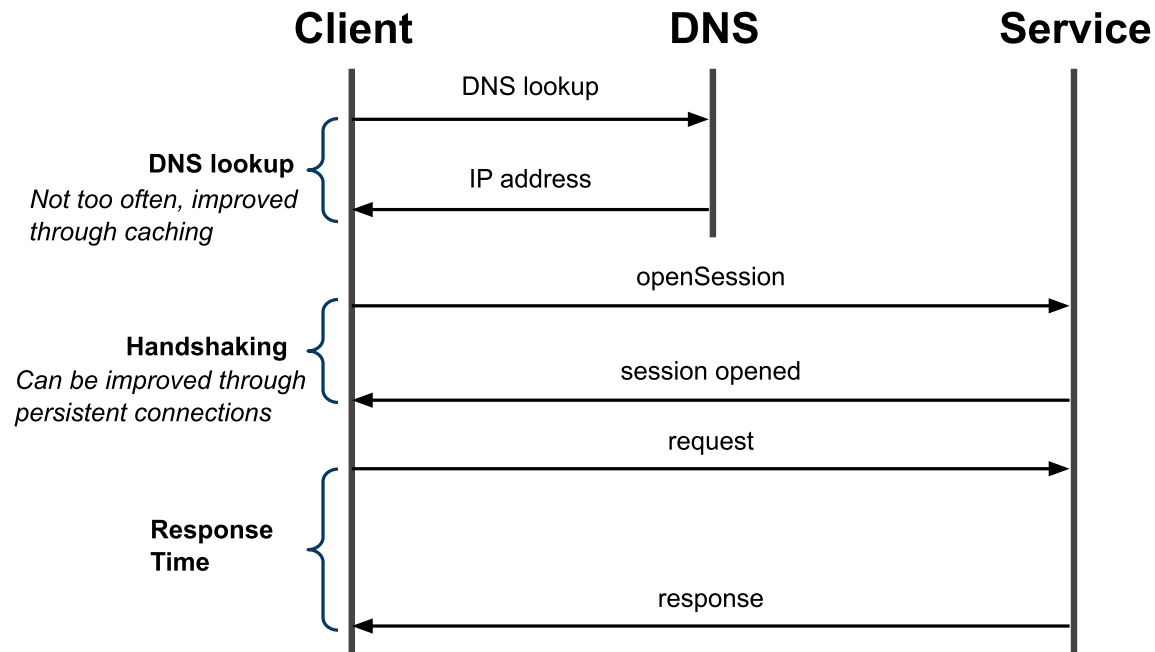 Client
DNS
Service
DNS lookup
DNS lookup
Not too often, improved
through caching
IP address
openSession
Handshaking
Can be improved through
persistent connections
session opened
request
Response
Time
response